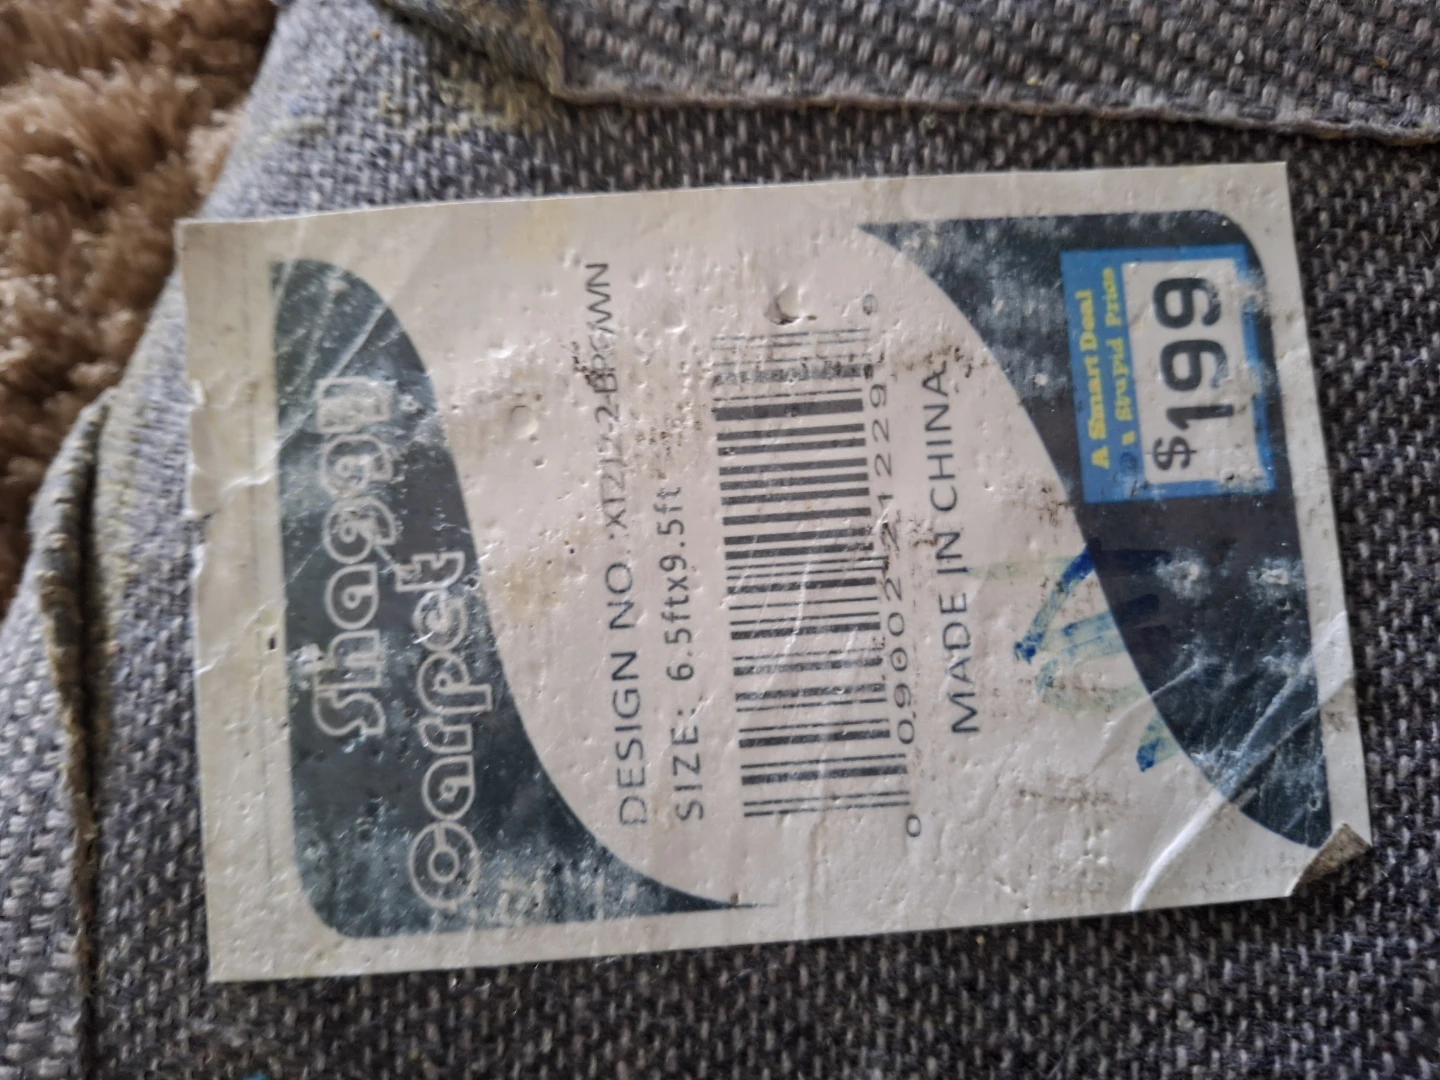 Shaggy
Carpet
DESIGN NO.:
SIZE: 6.5ftx9.5ft
MADE IN CHINA
A Smart Deal
@ a Stupid Price
$199